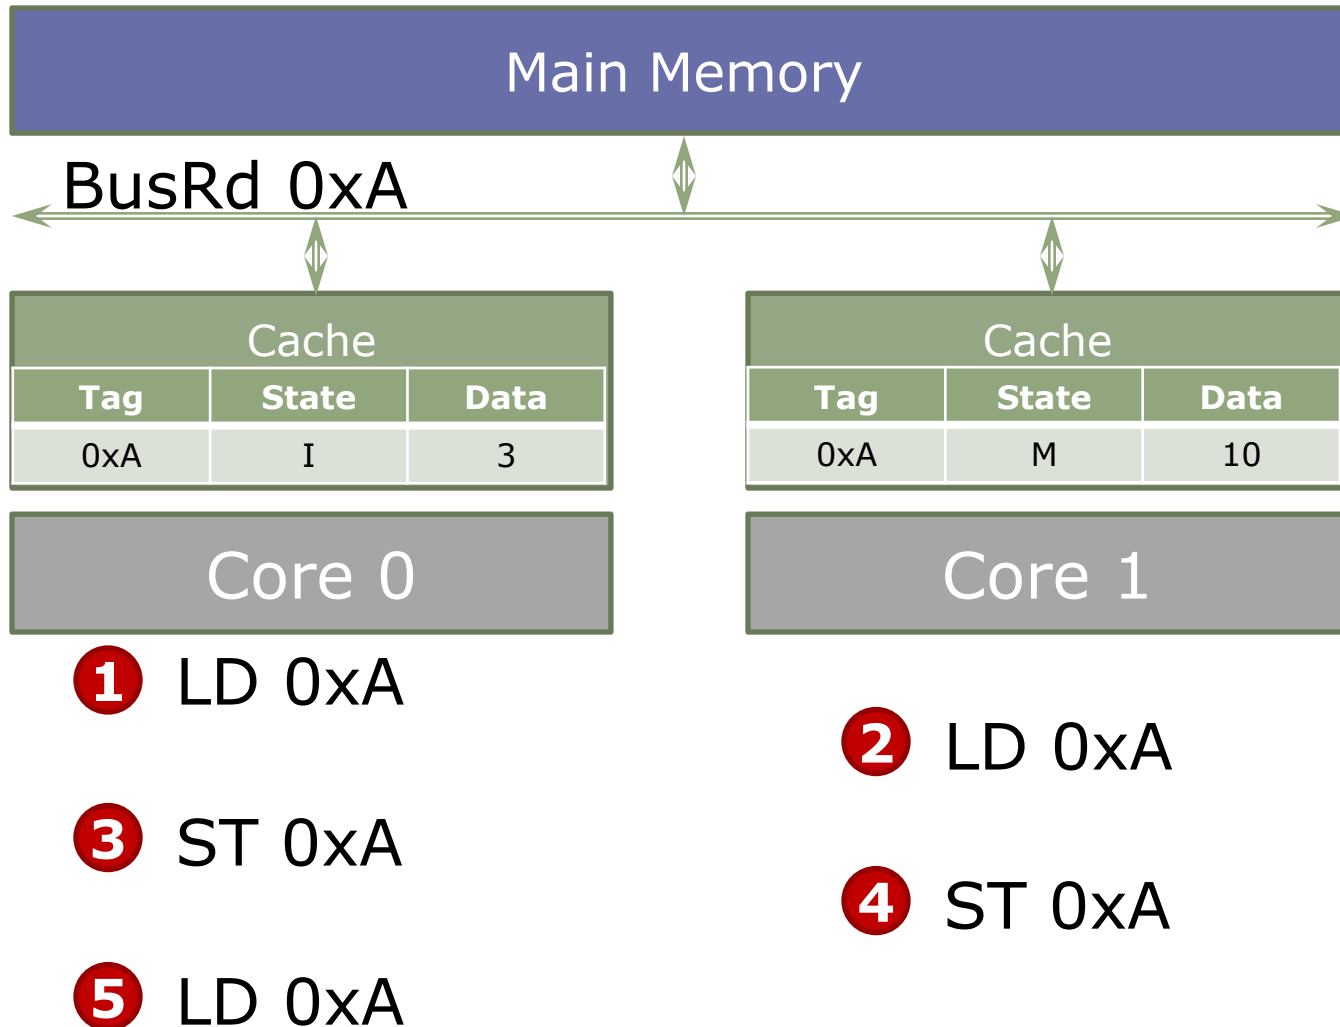 Main Memory
BusRd 0xA
Cache
Tag State Data
0xA I 3
Cache
Tag State Data
0xA M 10
Core 0
Core 1
1 LD 0xA
2 LD 0xA
3 ST 0xA
4 ST 0xA
5 LD 0xA